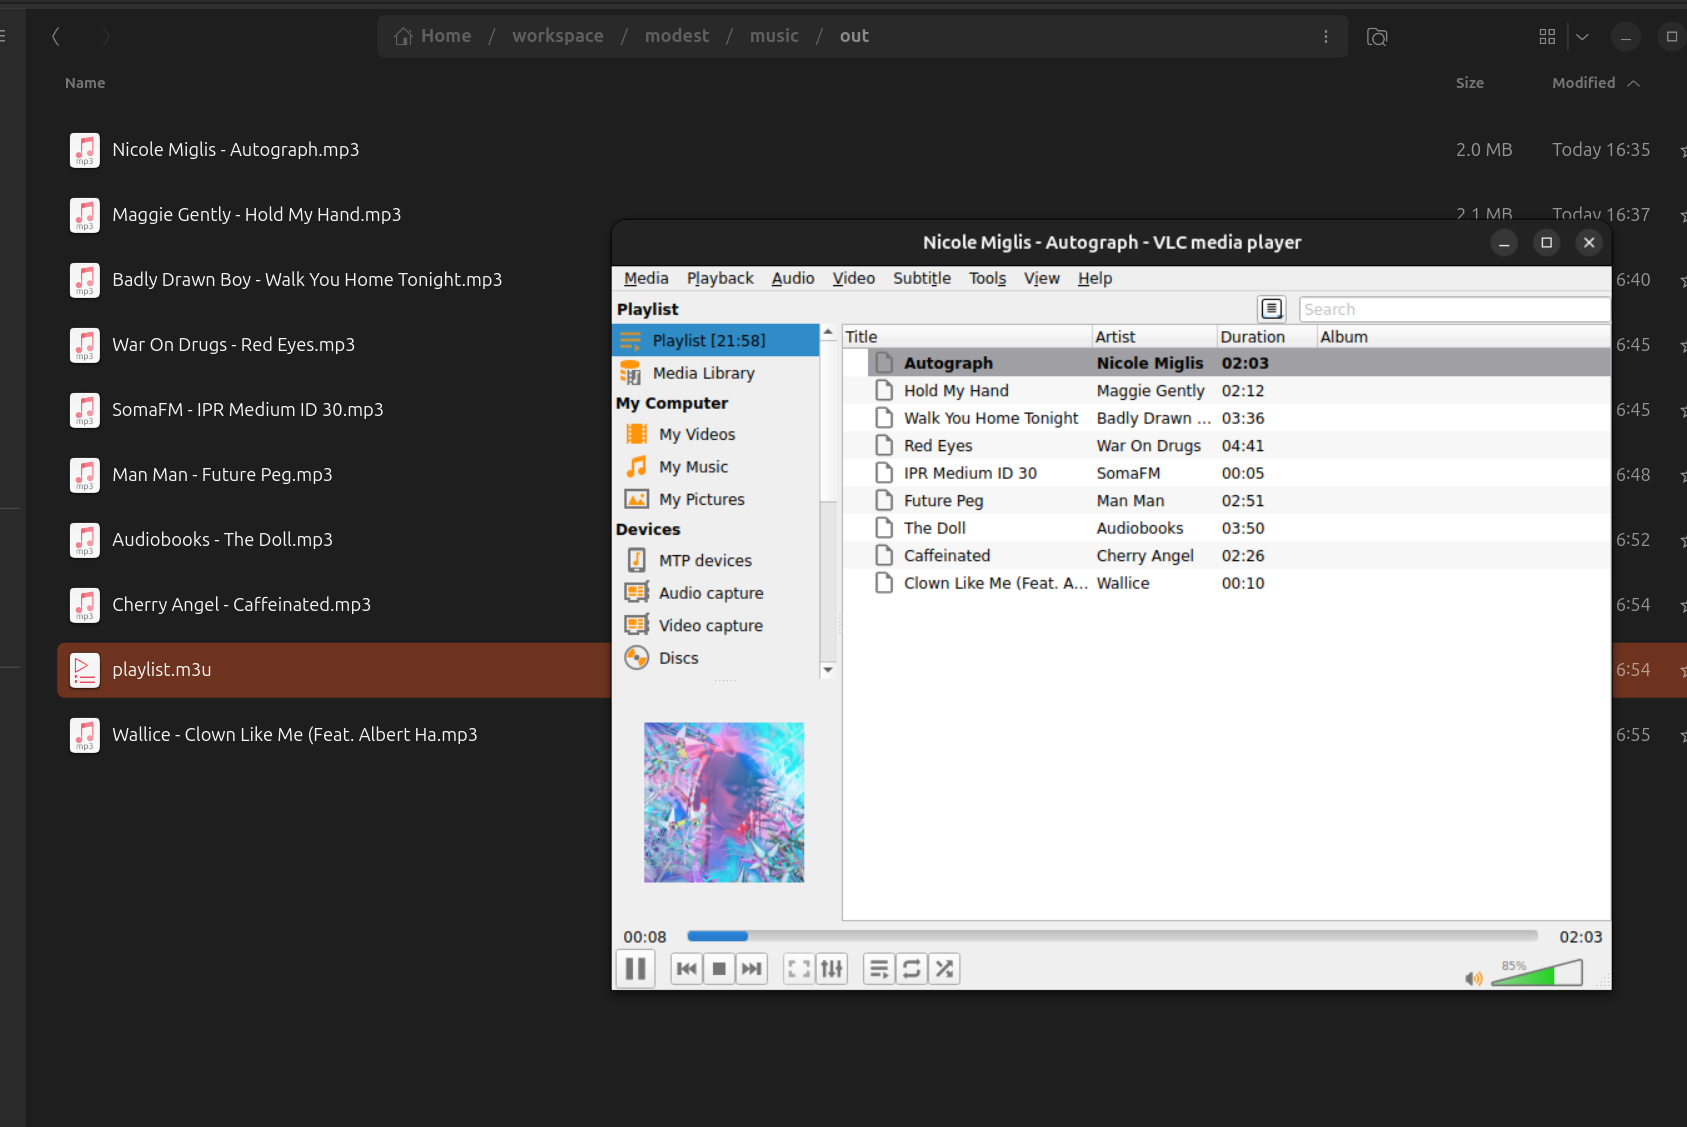 Home / workspace / modest / music / out
Name Size Modified
mp3 Nicole Miglis - Autograph.mp3 2.0 MB Today 16:35
mp3 Maggie Gently - Hold My Hand.mp3 2.1 MB Today 16:37
mp3 Badly Drawn Boy - Walk You Home Tonight.mp3 6:40
mp3 War On Drugs - Red Eyes.mp3 6:45
mp3 SomaFM - IPR Medium ID 30.mp3 6:45
mp3 Man Man - Future Peg.mp3 6:48
mp3 Audiobooks - The Doll.mp3 6:52
mp3 Cherry Angel - Caffeinated.mp3 6:54
playlist.m3u 6:54
mp3 Wallice - Clown Like Me (Feat. Albert Ha.mp3 6:55
Nicole Miglis - Autograph - VLC media player
Media Playback Audio Video Subtitle Tools View Help
Playlist
Search
Playlist [21:58]
Media Library
My Computer
My Videos
My Music
My Pictures
Devices
MTP devices
Audio capture
Video capture
Discs
Title Artist Duration Album
Autograph Nicole Miglis 02:03
Hold My Hand Maggie Gently 02:12
Walk You Home Tonight Badly Drawn ... 03:36
Red Eyes War On Drugs 04:41
IPR Medium ID 30 SomaFM 00:05
Future Peg Man Man 02:51
The Doll Audiobooks 03:50
Caffeinated Cherry Angel 02:26
Clown Like Me (Feat. A... Wallice 00:10
00:08 02:03
85%